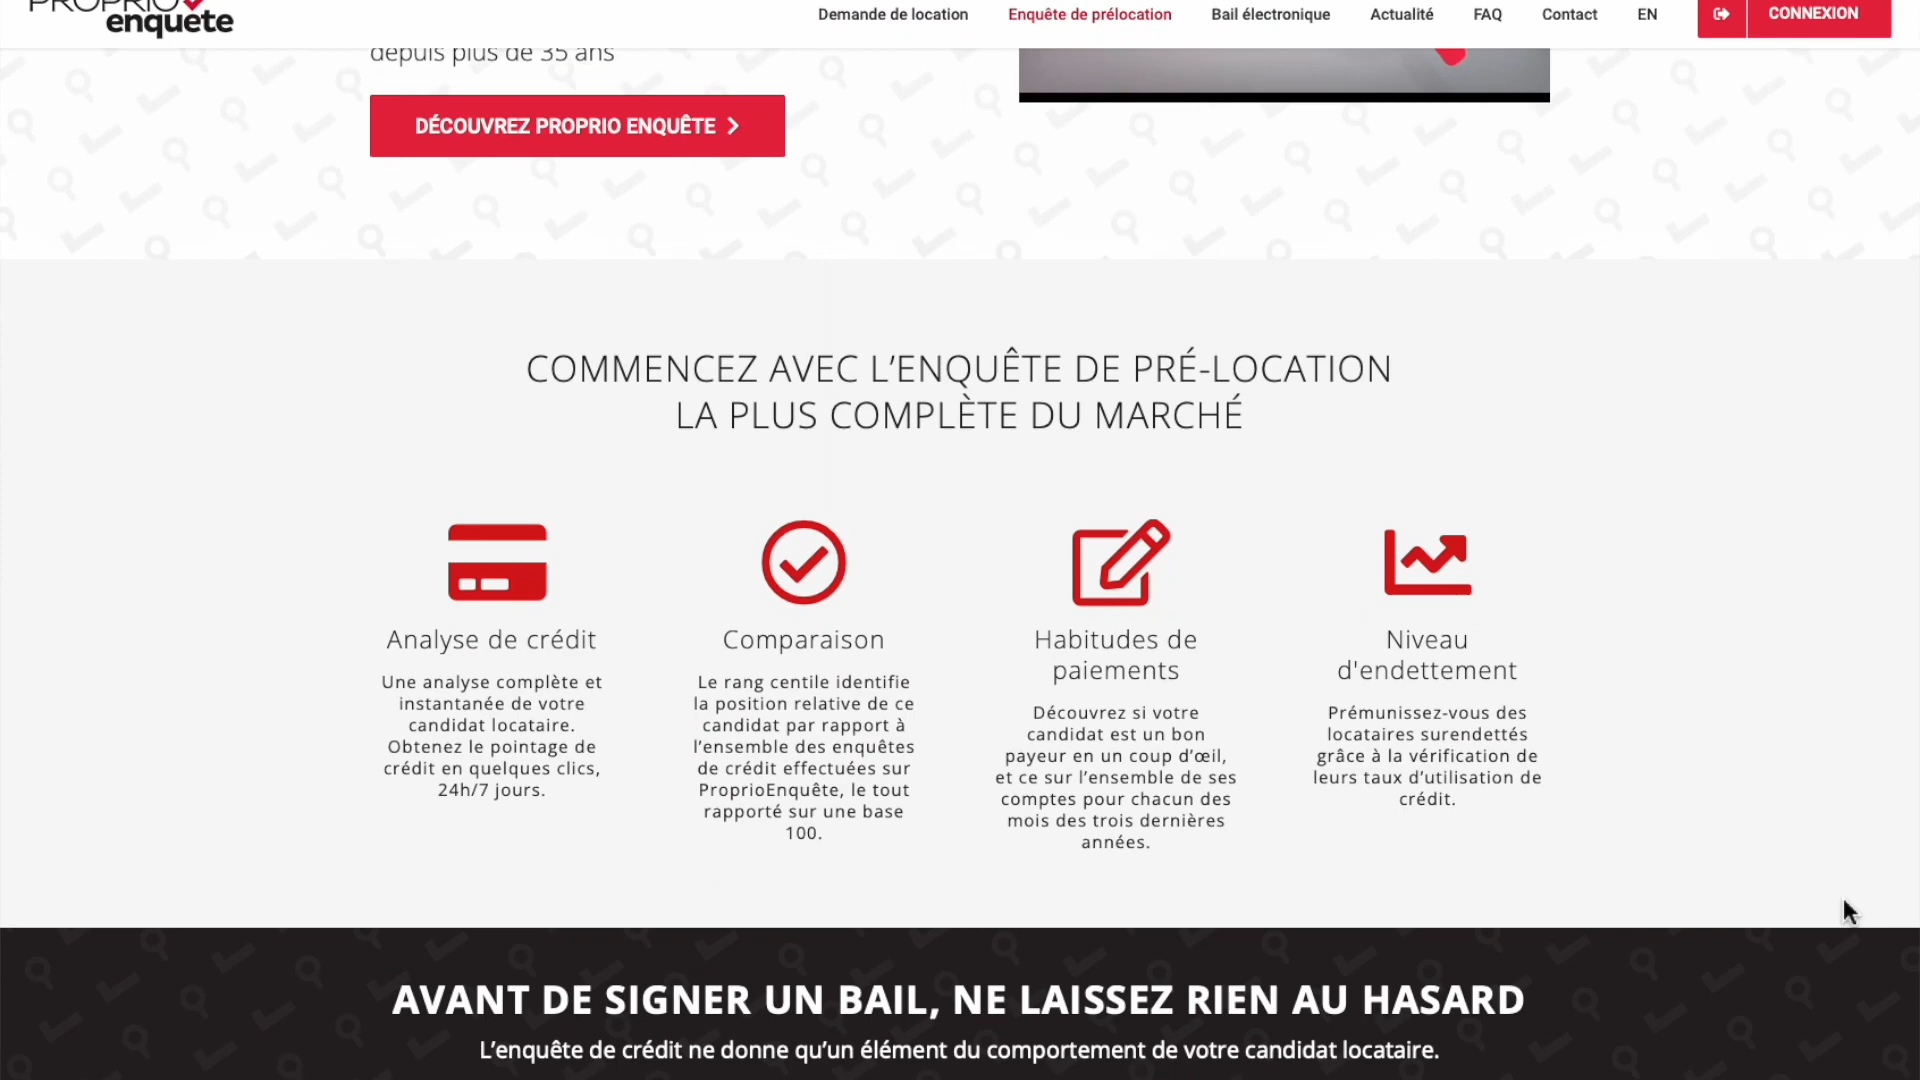 PROPRIO
enquête
Demande de location
Enquête de prélocation
Bail électronique
Actualité
FAQ
Contact
EN
CONNEXION
depuis plus de 35 ans
DÉCOUVREZ PROPRIO ENQUÊTE
COMMENCEZ AVEC L’ENQUÊTE DE PRÉ-LOCATION
LA PLUS COMPLÈTE DU MARCHÉ
Analyse de crédit
Une analyse complète et
instantanée de votre
candidat locataire.
Obtenez le pointage de
crédit en quelques clics,
24h/7 jours.
Comparaison
Le rang centile identifie
la position relative de ce
candidat par rapport à
l’ensemble des enquêtes
de crédit effectuées sur
ProprioEnquête, le tout
rapporté sur une base
100.
Habitudes de
paiements
Découvrez si votre
candidat est un bon
payeur en un coup d’œil,
et ce sur l’ensemble de ses
comptes pour chacun des
mois des trois dernières
années.
Niveau
d'endettement
Prémunissez-vous des
locataires surendettés
grâce à la vérification de
leurs taux d’utilisation de
crédit.
AVANT DE SIGNER UN BAIL, NE LAISSEZ RIEN AU HASARD
L’enquête de crédit ne donne qu’un élément du comportement de votre candidat locataire.